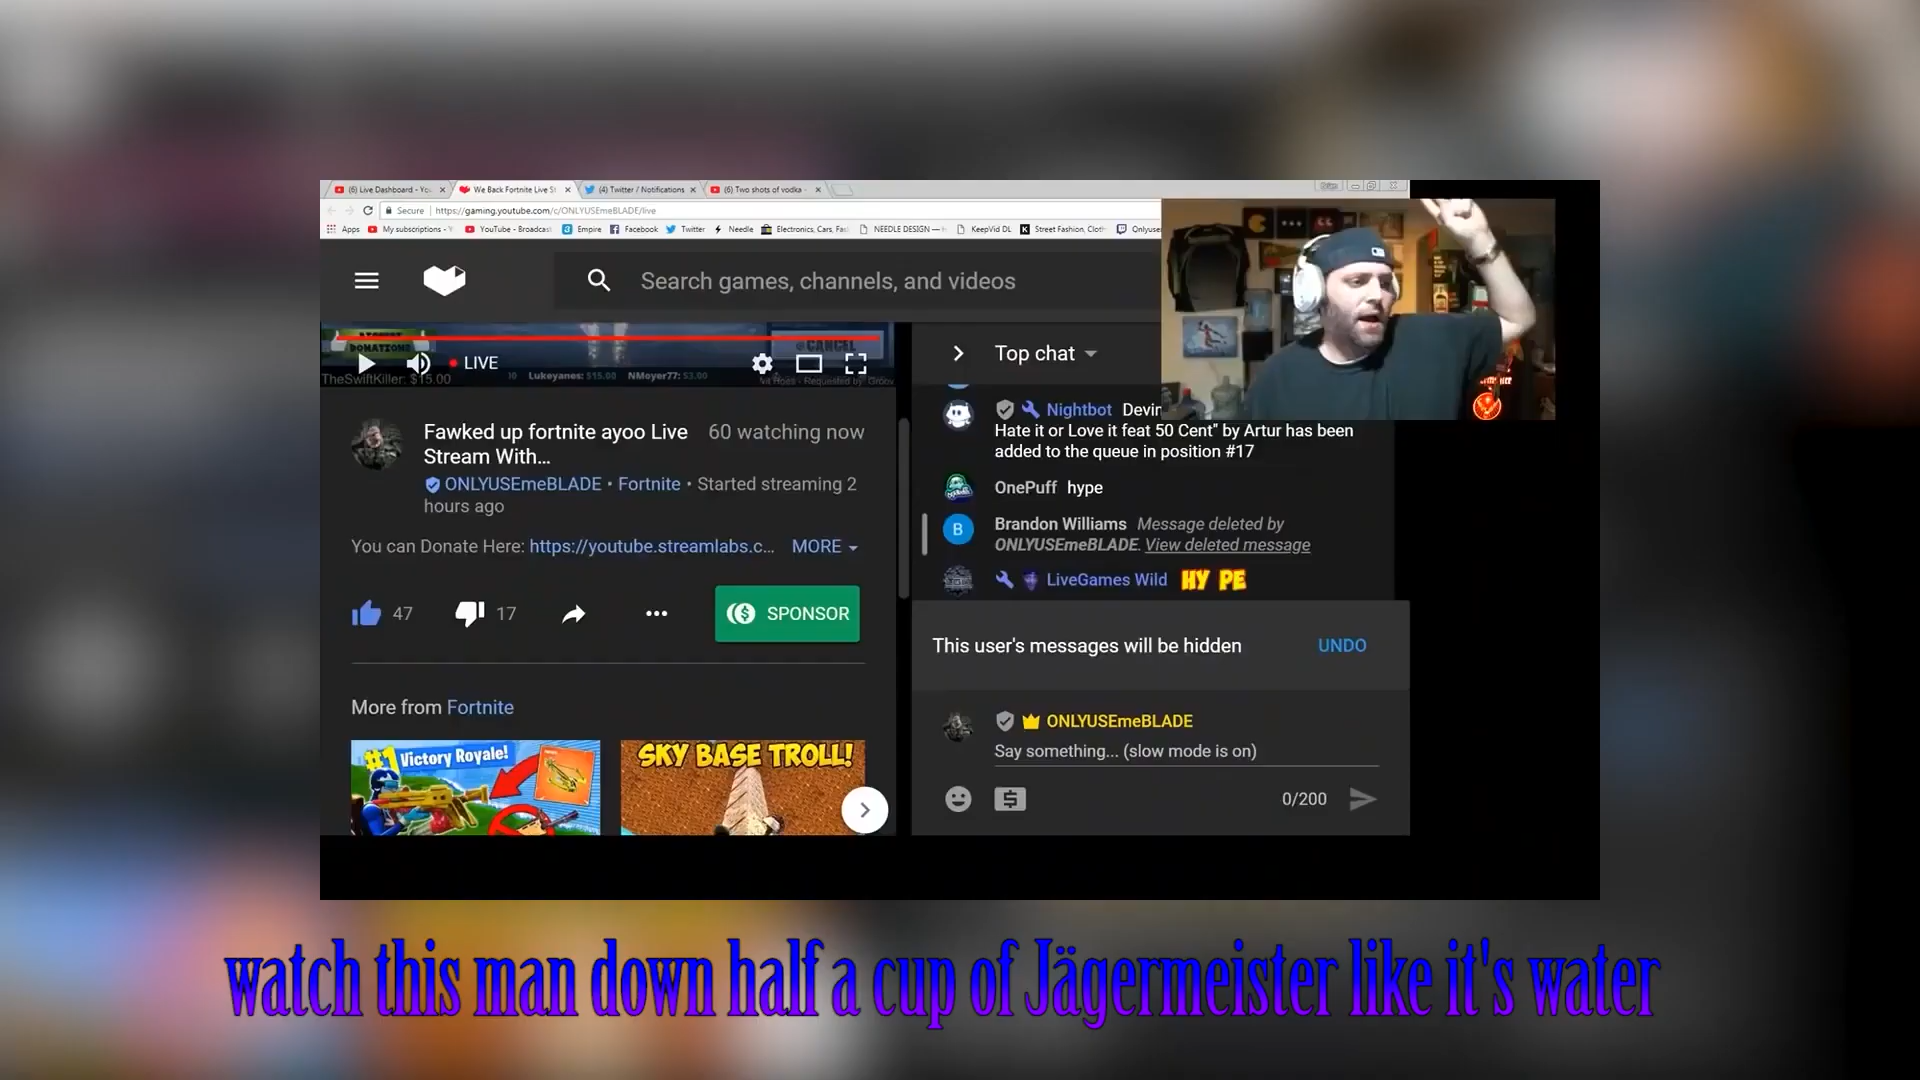 (6) Live Dashboard - You
We Back Fortnite Live St
(4) Twitter / Notifications
(6) Two shots of vodka -
Secure
https://gaming.youtube.com/c/ONLYUSEmeBLADE/live
Apps
My subscriptions - Y
YouTube - Broadcast
Empire
Facebook
Twitter
Needle
Electronics, Cars, Fas
NEEDLE DESIGN —
KeepVid DL
Street Fashion, Cloth
Onlyuse
Search games, channels, and videos
DONATIONS
CANCEL
LIVE
TheSwiftKiller: $15.00
Lukeyanes: $15.00
NMoyer77: $3.00
Fawked up fortnite ayoo Live
Stream With...
60 watching now
ONLYUSEmeBLADE • Fortnite • Started streaming 2
hours ago
You can Donate Here: https://youtube.streamlabs.c...
MORE
47
17
SPONSOR
More from Fortnite
#1 Victory Royale!
SKY BASE TROLL!
Top chat
Nightbot Devin
Hate it or Love it feat 50 Cent" by Artur has been
added to the queue in position #17
OnePuff hype
B
Brandon Williams Message deleted by
ONLYUSEmeBLADE. View deleted message
LiveGames Wild HY PE
This user's messages will be hidden
UNDO
ONLYUSEmeBLADE
Say something... (slow mode is on)
0/200
watch this man down half a cup of Jägermeister like it's water